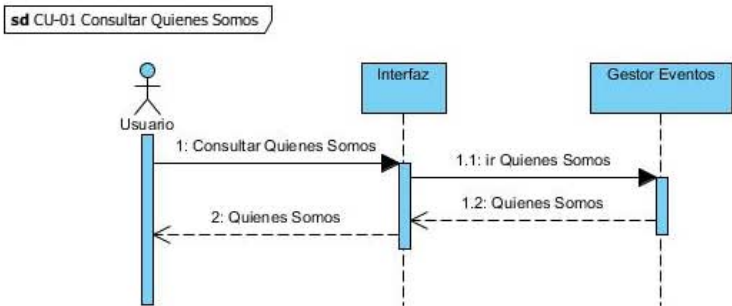 sd CU-01 Consultar Quienes Somos
Interfaz
Gestor Eventos
Usuario
1: Consultar Quienes Somos
1.1: ir Quienes Somos
1.2: Quienes Somos
2: Quienes Somos